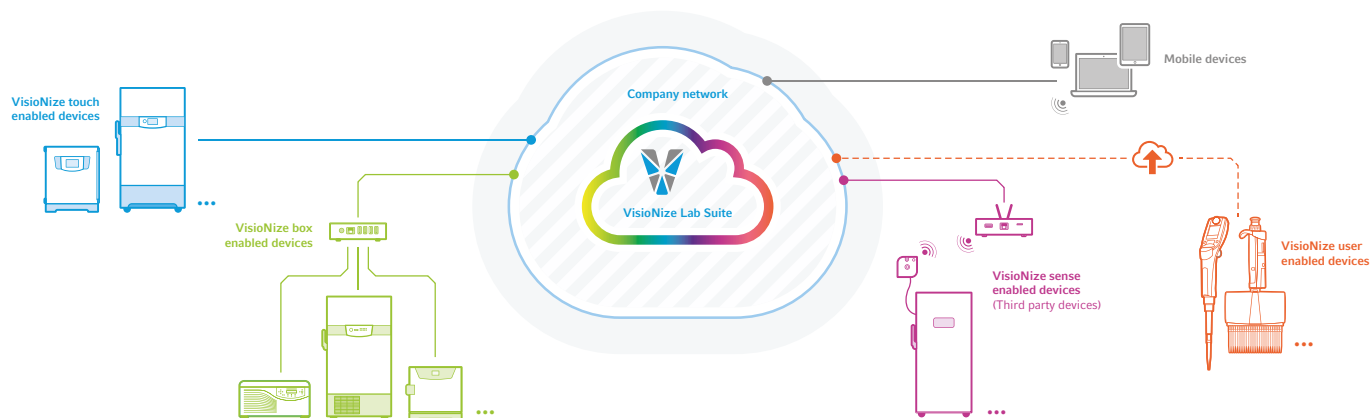 VisioNize touch
enabled devices
...
VisioNize box
enabled devices
...
Company network
VisioNize Lab Suite
Mobile devices
VisioNize sense
enabled devices
(Third party devices)
...
VisioNize user
enabled devices
...